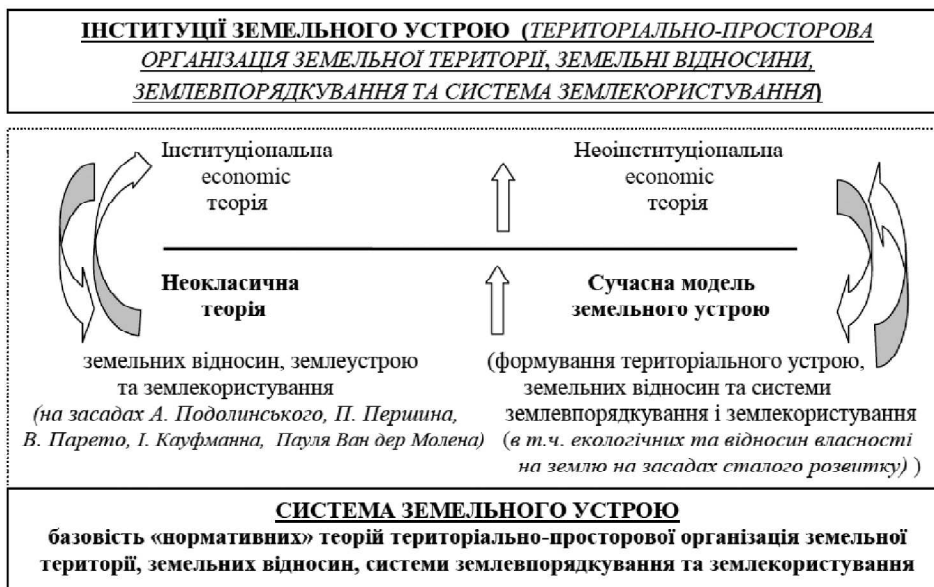 ІНСТИТУЦІЇ ЗЕМЕЛЬНОГО УСТРОЮ (ТЕРИТОРІАЛЬНО-ПРОСТОРОВА
ОРГАНІЗАЦІЯ ЗЕМЕЛЬНОЇ ТЕРИТОРІЇ, ЗЕМЕЛЬНІ ВІДНОСИНИ,
ЗЕМЛЕВПОРЯДКУВАННЯ ТА СИСТЕМА ЗЕМЛЕКОРИСТУВАННЯ)
Інституціональна
economic
теорія
Неоінституціональна
economic
теорія
Неокласична
теорія
земельних відносин, землеустрою
та землекористування
(на засадах А. Подолинського, П. Першина,
В. Парето, І. Кауфманна, Пауля Ван дер Молена)
Сучасна модель
земельного устрою
(формування територіального устрою,
земельних відносин та системи
землевпорядкування і землекористування
(в т.ч. екологічних та відносин власності
на землю на засадах сталого розвитку) )
СИСТЕМА ЗЕМЕЛЬНОГО УСТРОЮ
базовість «нормативних» теорій територіально-просторової організація земельної
території, земельних відносин, системи землевпорядкування та землекористування